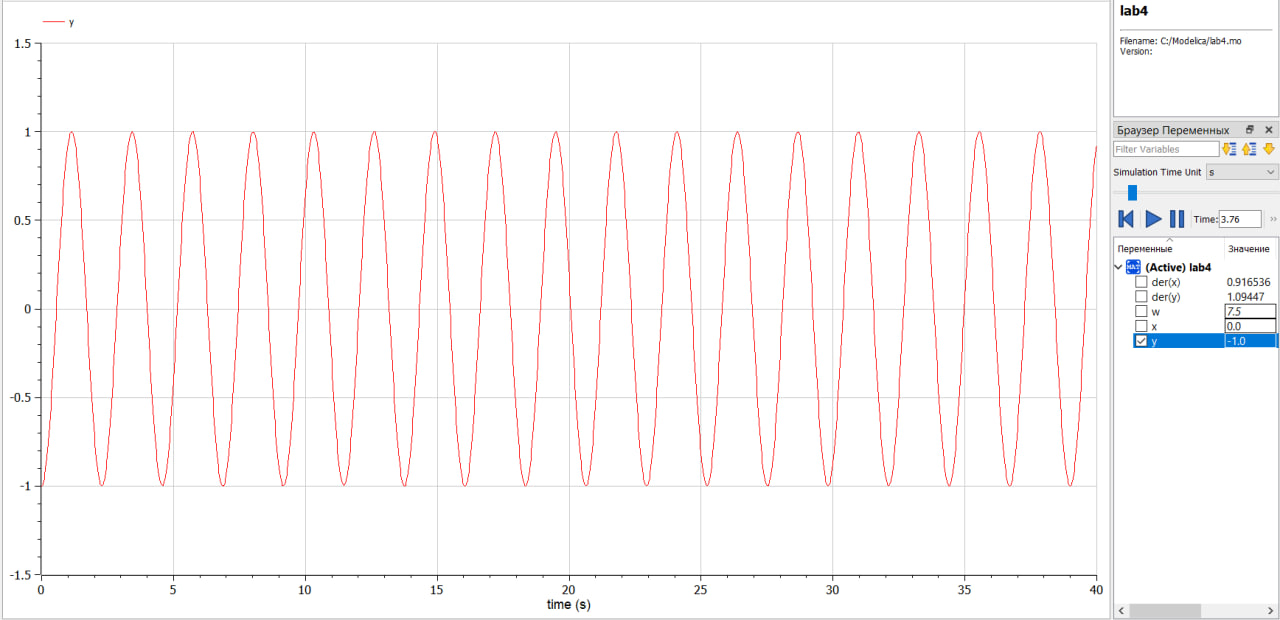 y
1.5
1
0.5
0
-0.5
-1
-1.5
0
5
10
15
20
25
30
35
40
time (s)
lab4
Filename: C:/Modelica/lab4.mo
Version:
Браузер Переменных
Filter Variables
Simulation Time Unit s
Time: 3.76
Переменные Значение
(Active) lab4
der(x) 0.916536
der(y) 1.09447
w 7.5
x 0.0
y -1.0